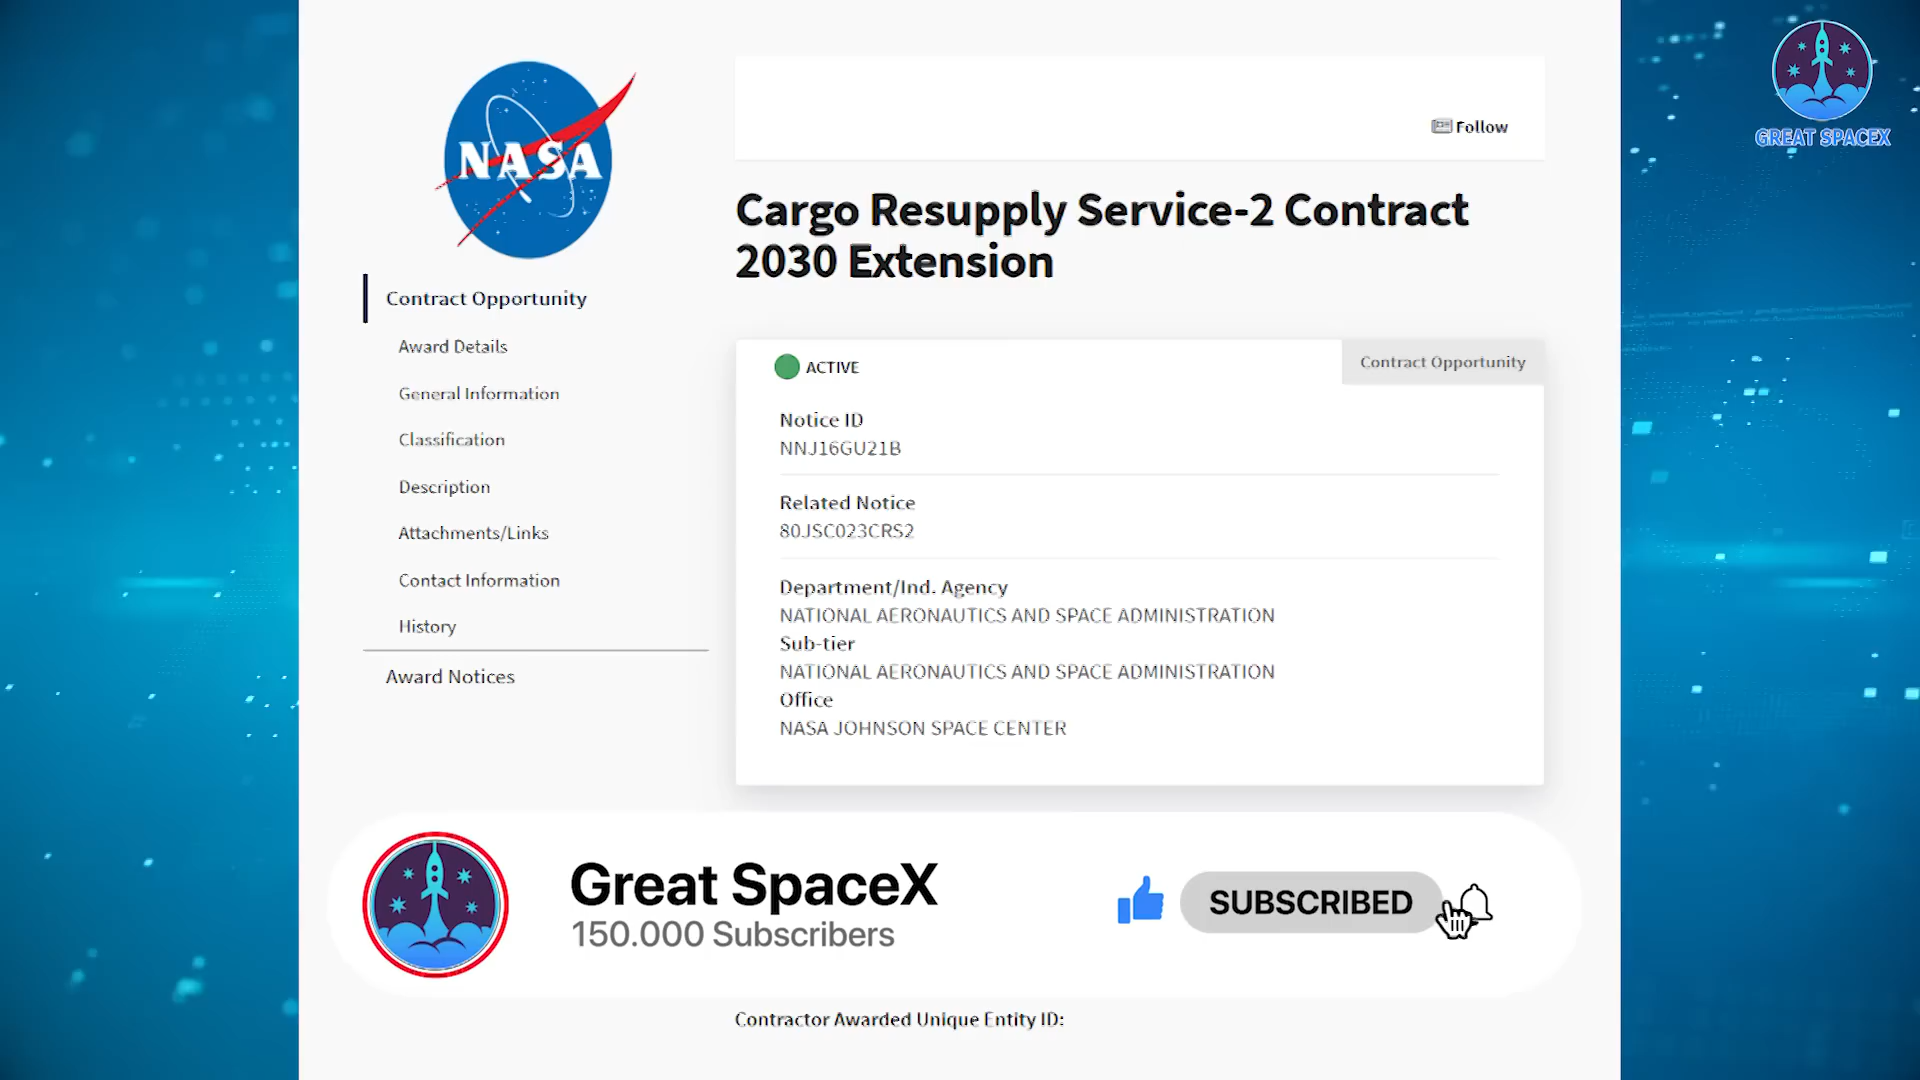 NASA
GREAT SPACEX
Follow
Cargo Resupply Service-2 Contract
2030 Extension
Contract Opportunity
Award Details
General Information
Classification
Description
Attachments/Links
Contact Information
History
Award Notices
ACTIVE
Contract Opportunity
Notice ID
NNJ16GU21B
Related Notice
80JSC023CRS2
Department/Ind. Agency
NATIONAL AERONAUTICS AND SPACE ADMINISTRATION
Sub-tier
NATIONAL AERONAUTICS AND SPACE ADMINISTRATION
Office
NASA JOHNSON SPACE CENTER
Great SpaceX
150.000 Subscribers
SUBSCRIBED
Contractor Awarded Unique Entity ID: